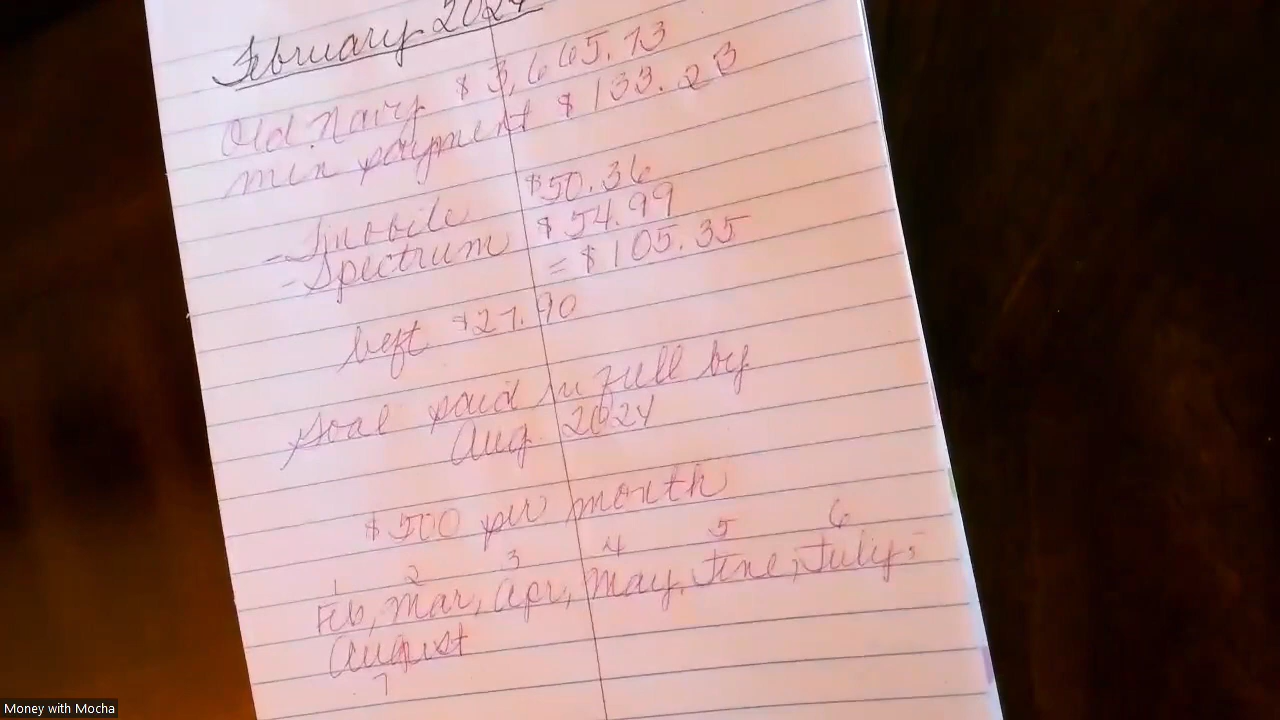 February 2024
Old Navy $ 3,665.73
min payment $ 133.23
- Tmobile $50.36
- Spectrum $ 54.99
= $ 105.35
left $27.90
goal paid in full by
Aug 2024
$ 500 per month
1 2 3 4 5 6
Feb, Mar, Apr, May, June, July,
August
7
Money with Mocha